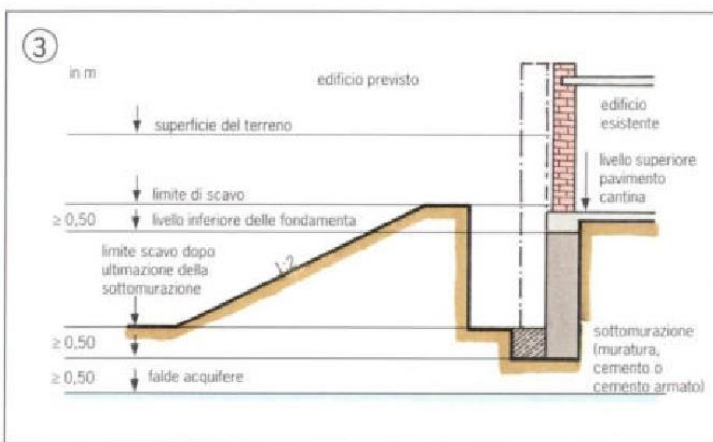 3
in m
edificio previsto
edificio
esistente
superficie del terreno
livello superiore
pavimento
cantina
limite di scavo
≥ 0,50
livello inferiore delle fondamenta
limite scavo dopo
ultimazione della
sottomurazione
1:2
≥ 0,50
sottomurazione
(muratura,
cemento o
cemento armato)
≥ 0,50
falde acquifere